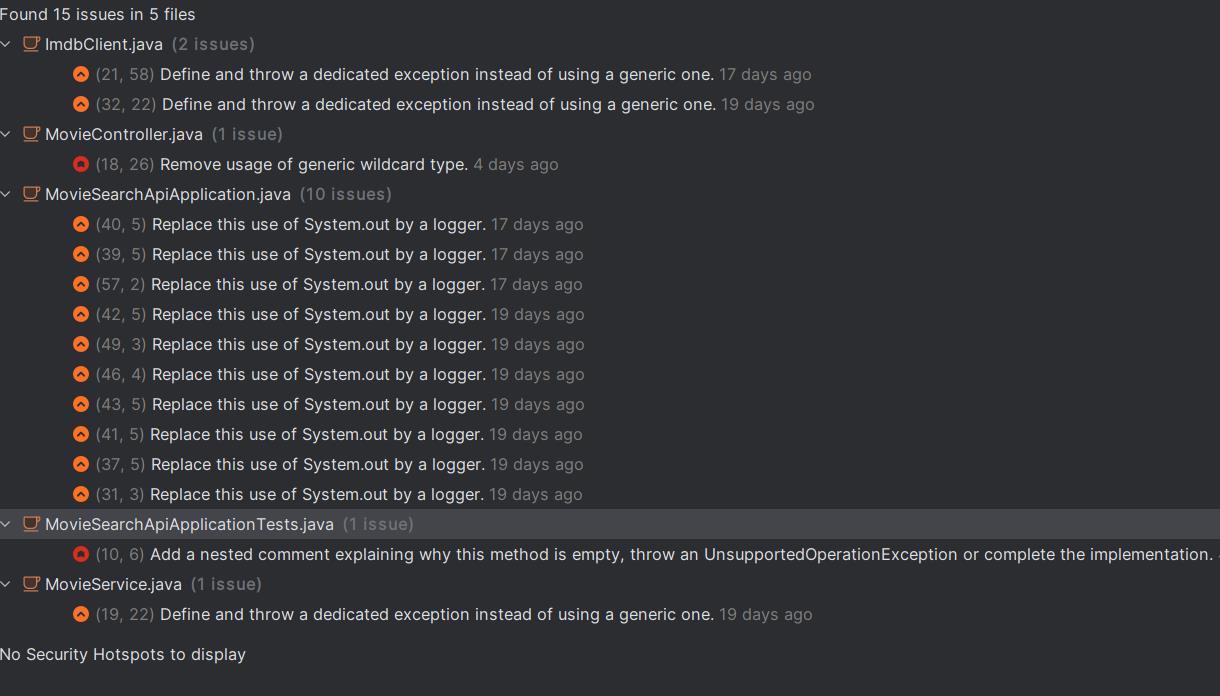 Found 15 issues in 5 files
ImdbClient.java (2 issues)
(21, 58) Define and throw a dedicated exception instead of using a generic one. 17 days ago
(32, 22) Define and throw a dedicated exception instead of using a generic one. 19 days ago
MovieController.java (1 issue)
(18, 26) Remove usage of generic wildcard type. 4 days ago
MovieSearchApiApplication.java (10 issues)
(40, 5) Replace this use of System.out by a logger. 17 days ago
(39, 5) Replace this use of System.out by a logger. 17 days ago
(57, 2) Replace this use of System.out by a logger. 17 days ago
(42, 5) Replace this use of System.out by a logger. 19 days ago
(49, 3) Replace this use of System.out by a logger. 19 days ago
(46, 4) Replace this use of System.out by a logger. 19 days ago
(43, 5) Replace this use of System.out by a logger. 19 days ago
(41, 5) Replace this use of System.out by a logger. 19 days ago
(37, 5) Replace this use of System.out by a logger. 19 days ago
(31, 3) Replace this use of System.out by a logger. 19 days ago
MovieSearchApiApplicationTests.java (1 issue)
(10, 6) Add a nested comment explaining why this method is empty, throw an UnsupportedOperationException or complete the implementation.
MovieService.java (1 issue)
(19, 22) Define and throw a dedicated exception instead of using a generic one. 19 days ago
No Security Hotspots to display